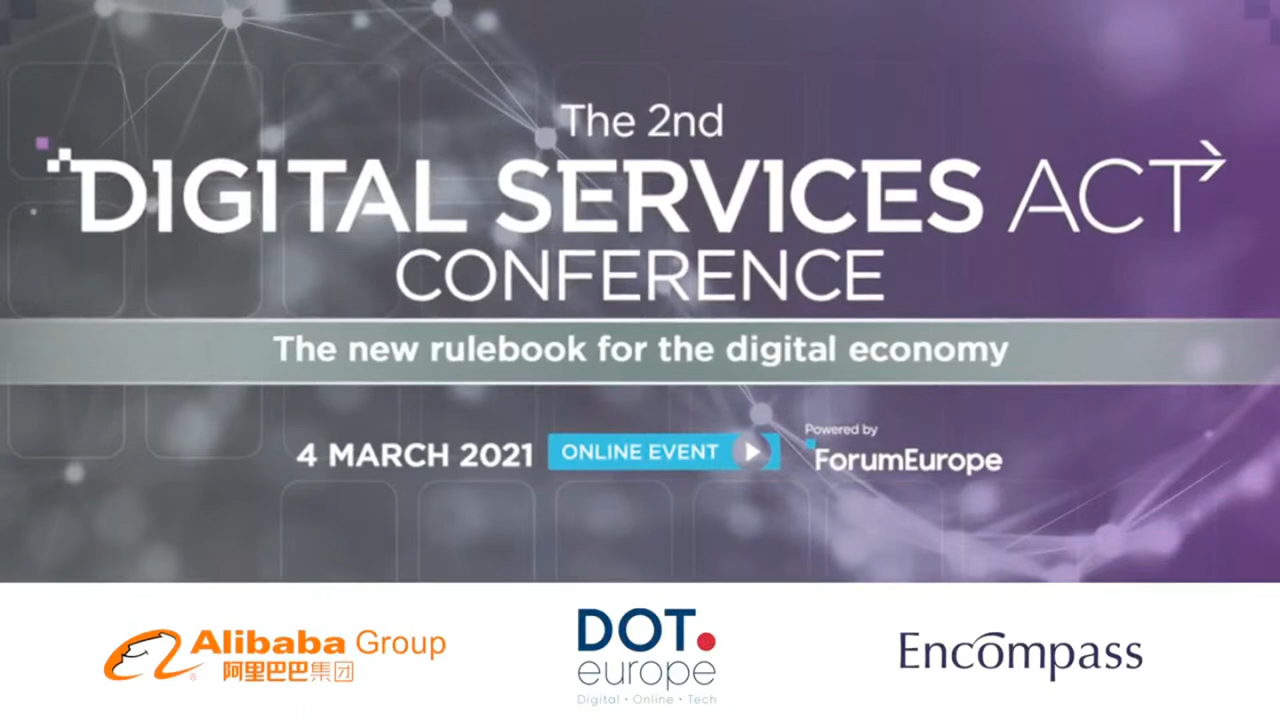 The 2nd
DIGITAL SERVICES ACT
CONFERENCE
The new rulebook for the digital economy
4 MARCH 2021 ONLINE EVENT
Powered by
ForumEurope
Alibaba Group
阿里巴巴集团
DOT.
europe
Digital • Online • Tech
Encompass